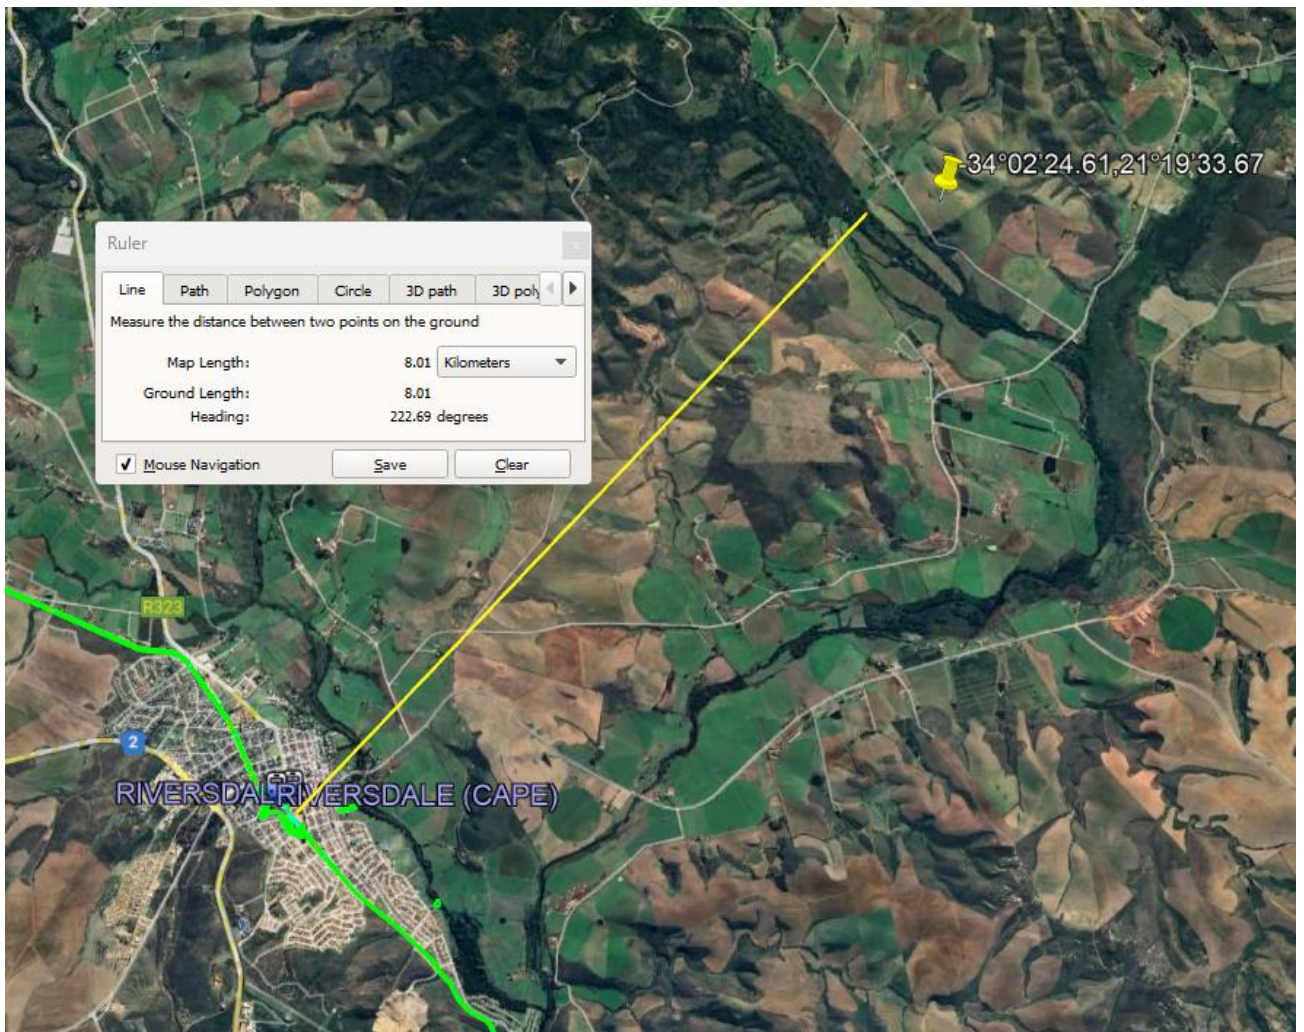 -34°02'24.61,21°19'33.67
Ruler
Line Path Polygon Circle 3D path 3D poly
Measure the distance between two points on the ground
Map Length: 8.01 Kilometers
Ground Length: 8.01
Heading: 222.69 degrees
Mouse Navigation Save Clear
R323
2
RIVERSDAL RIVERSDALE (CAPE)